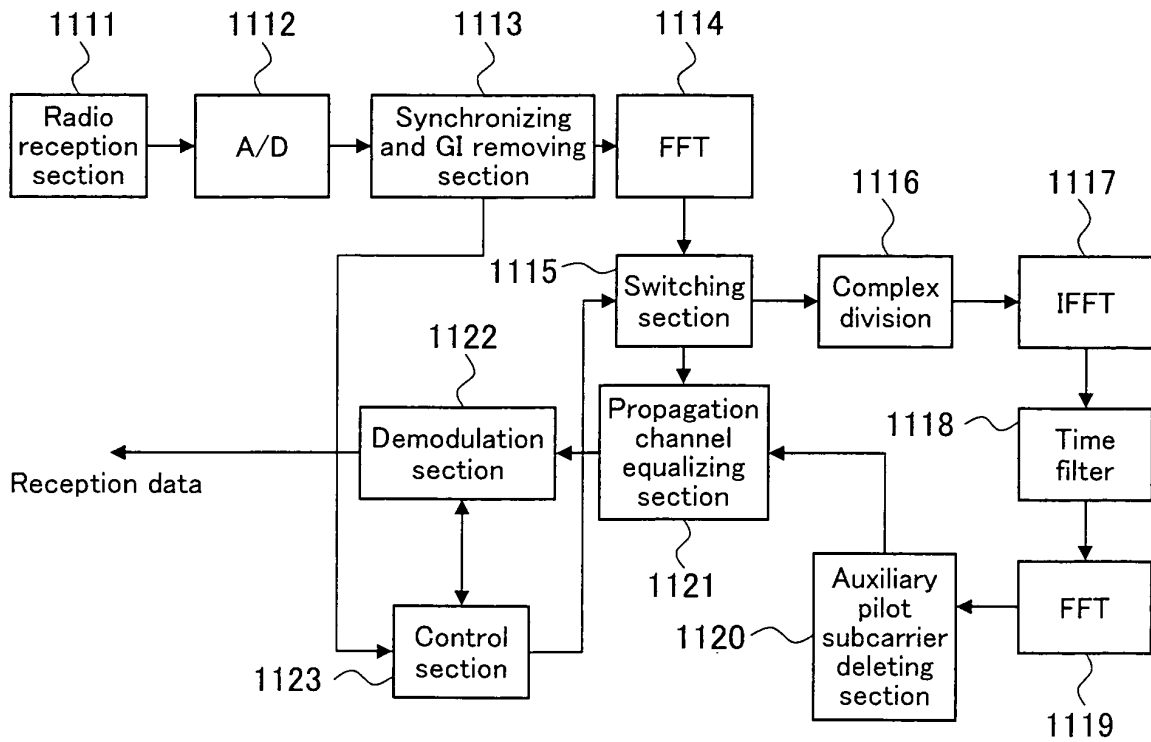 1111
1112
1113
1114
Radio
reception
section
A/D
Synchronizing
and GI removing
section
FFT
1116
1117
1115
Switching
section
Complex
division
IFFT
1122
Demodulation
section
Propagation
channel
equalizing
section
1118
Time
filter
Reception data
1121
Auxiliary
pilot
subcarrier
deleting
section
FFT
1120
Control
section
1123
1119